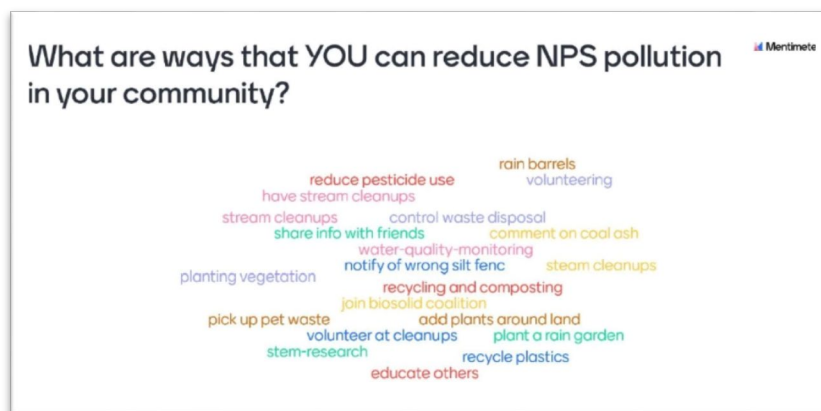 What are ways that YOU can reduce NPS pollution
in your community?
Mentimete
rain barrels
reduce pesticide use
volunteering
have stream cleanups
stream cleanups
control waste disposal
share info with friends
comment on coal ash
water-quality-monitoring
notify of wrong silt fenc
steam cleanups
planting vegetation
recycling and composting
join biosolid coalition
pick up pet waste
add plants around land
volunteer at cleanups
plant a rain garden
stem-research
recycle plastics
educate others